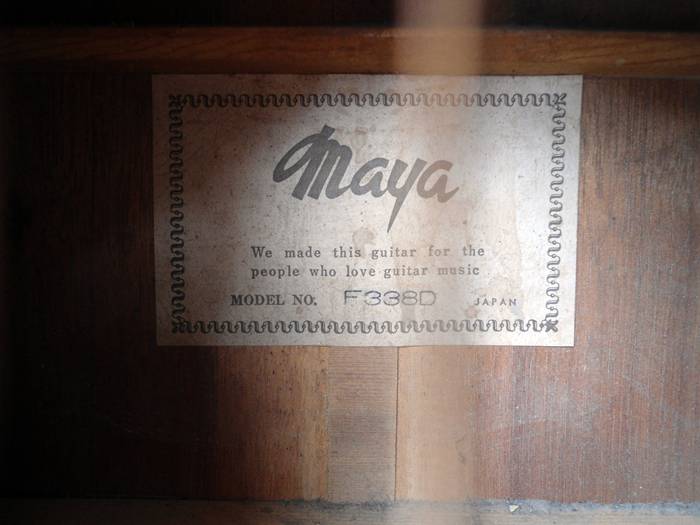 Maya
We made this guitar for the
people who love guitar music
MODEL NO. F338D JAPAN